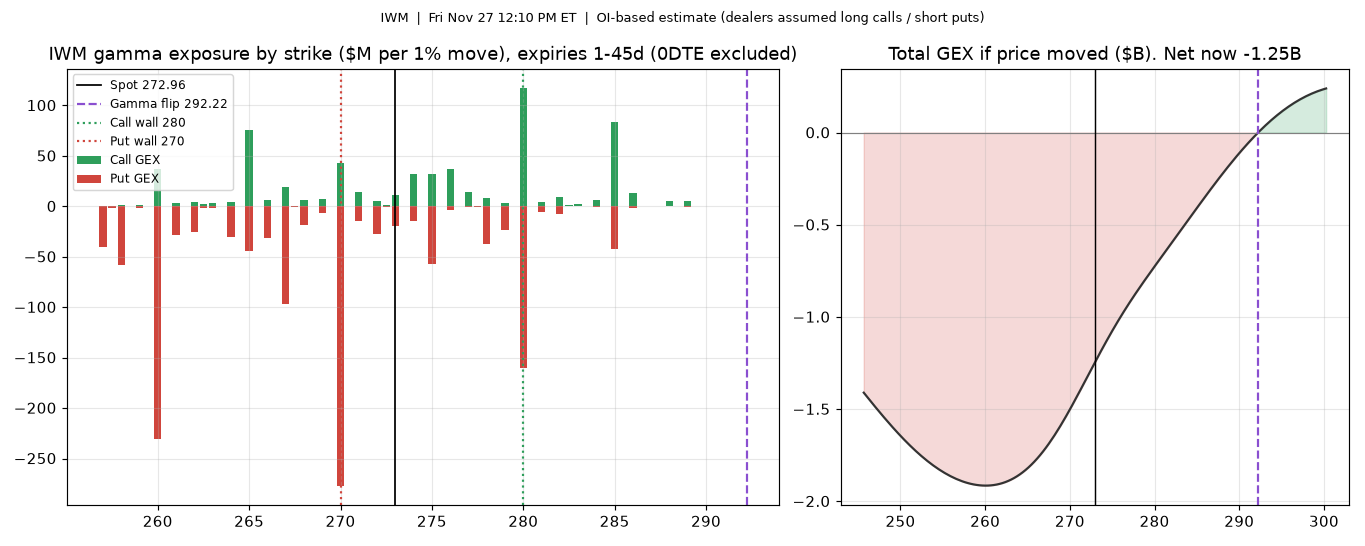 IWM | Fri Nov 27 12:10 PM ET | OI-based estimate (dealers assumed long calls / short puts)
IWM gamma exposure by strike ($M per 1% move), expiries 1-45d (0DTE excluded)
Spot 272.96
Gamma flip 292.22
Call wall 280
Put wall 270
Call GEX
Put GEX
100
50
0
−50
−100
−150
−200
−250
260 265 270 275 280 285 290
Total GEX if price moved ($B). Net now -1.25B
0.0
−0.5
−1.0
−1.5
−2.0
250 260 270 280 290 300